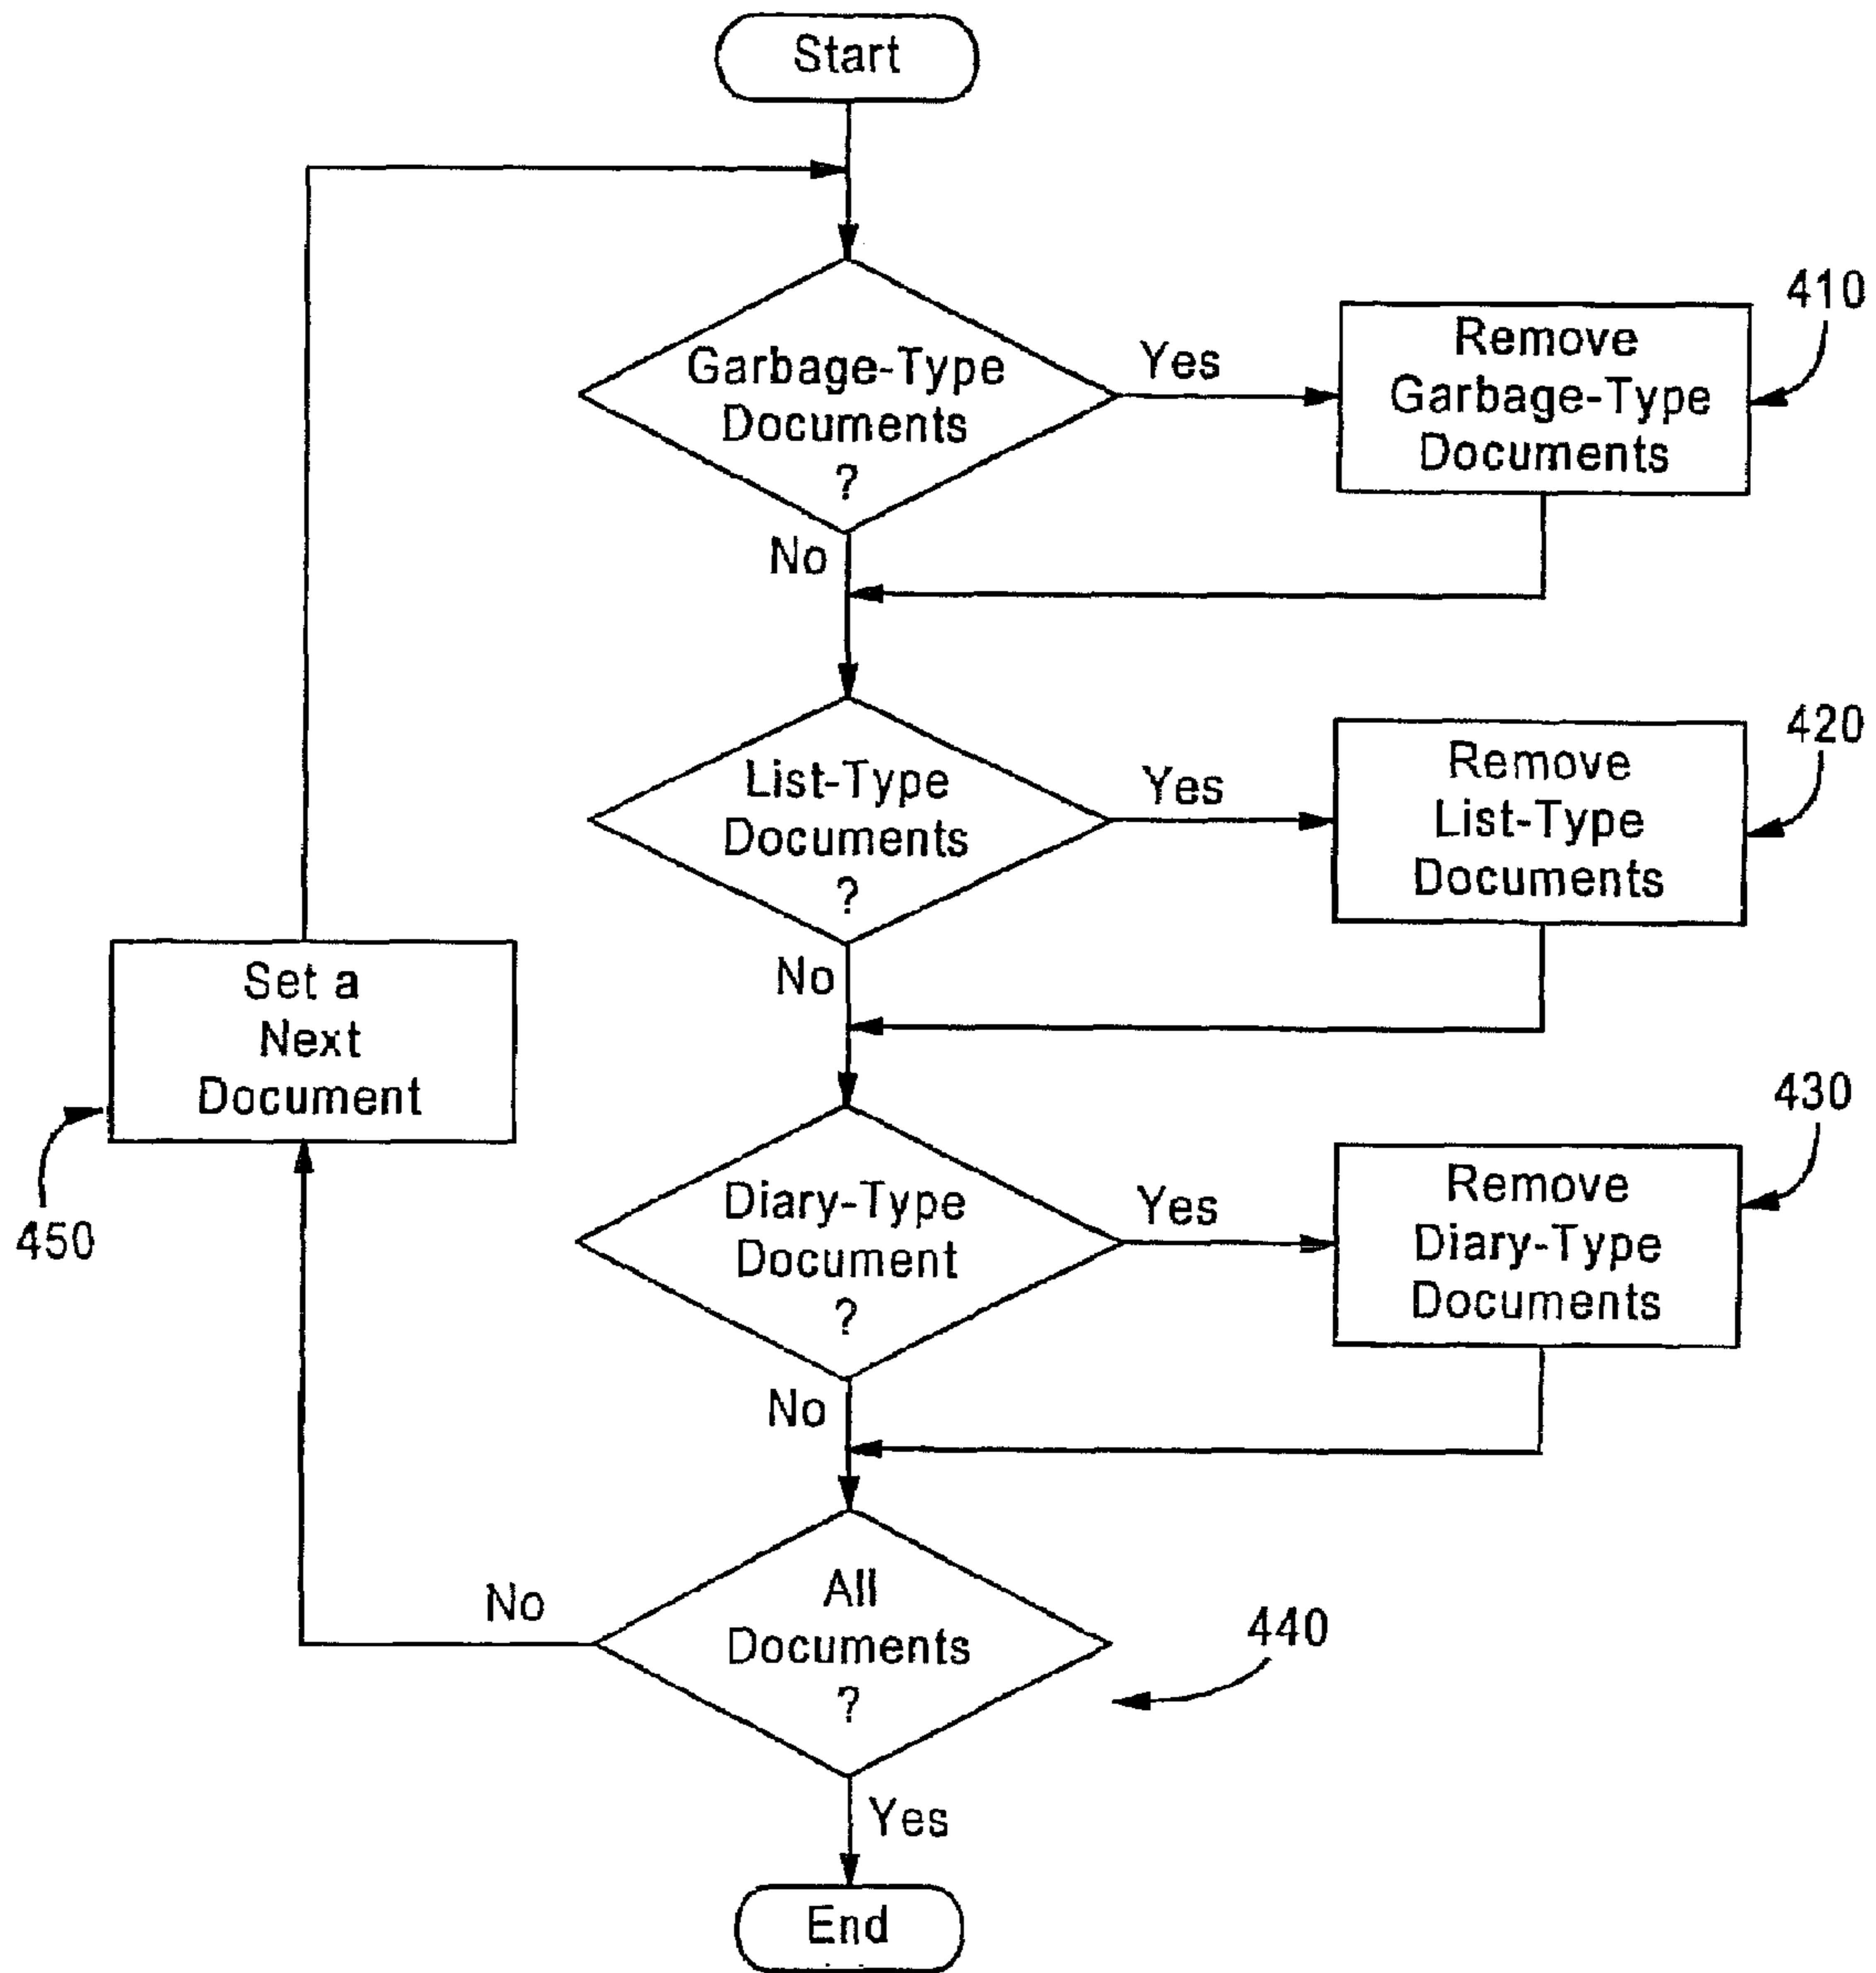 Start
Garbage-Type
Documents
?
Yes
Remove
Garbage-Type
Documents
410
No
List-Type
Documents
?
Yes
Remove
List-Type
Documents
420
No
Set a
Next
Document
450
Diary-Type
Document
?
Yes
Remove
Diary-Type
Documents
430
No
All
Documents
?
No
440
Yes
End